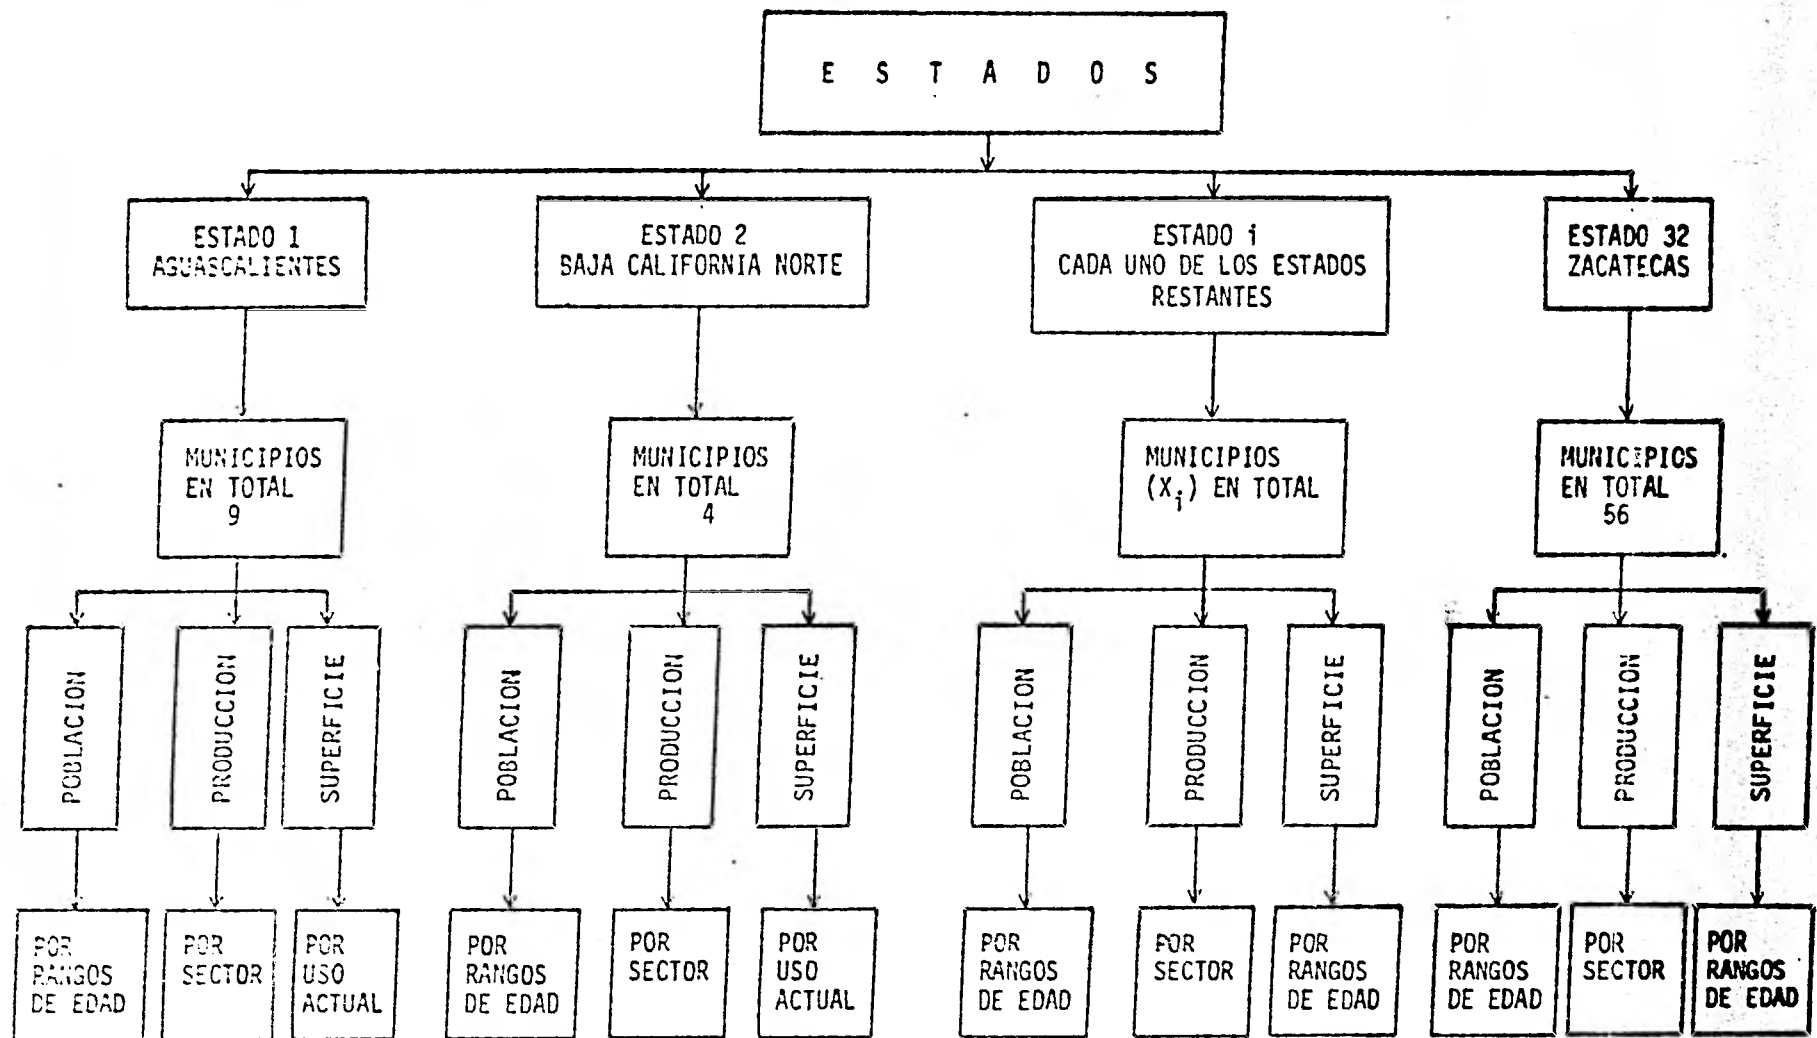 E S T A D O S
ESTADO 1
AGUASCALIENTES
ESTADO 2
BAJA CALIFORNIA NORTE
ESTADO i
CADA UNO DE LOS ESTADOS
RESTANTES
ESTADO 32
ZACATECAS
MUNICIPIOS
EN TOTAL
9
MUNICIPIOS
EN TOTAL
4
MUNICIPIOS
(Xi) EN TOTAL
MUNICIPIOS
EN TOTAL
56
POBLACION
PRODUCCION
SUPERFICIE
POBLACION
PRODUCCION
SUPERFICIE
POBLACION
PRODUCCION
SUPERFICIE
POBLACION
PRODUCCION
SUPERFICIE
POR
RANGOS
DE EDAD
POR
SECTOR
POR
USO
ACTUAL
POR
RANGOS
DE EDAD
POR
SECTOR
POR
USO
ACTUAL
POR
RANGOS
DE EDAD
POR
SECTOR
POR
RANGOS
DE EDAD
POR
RANGOS
DE EDAD
POR
SECTOR
POR
RANGOS
DE EDAD